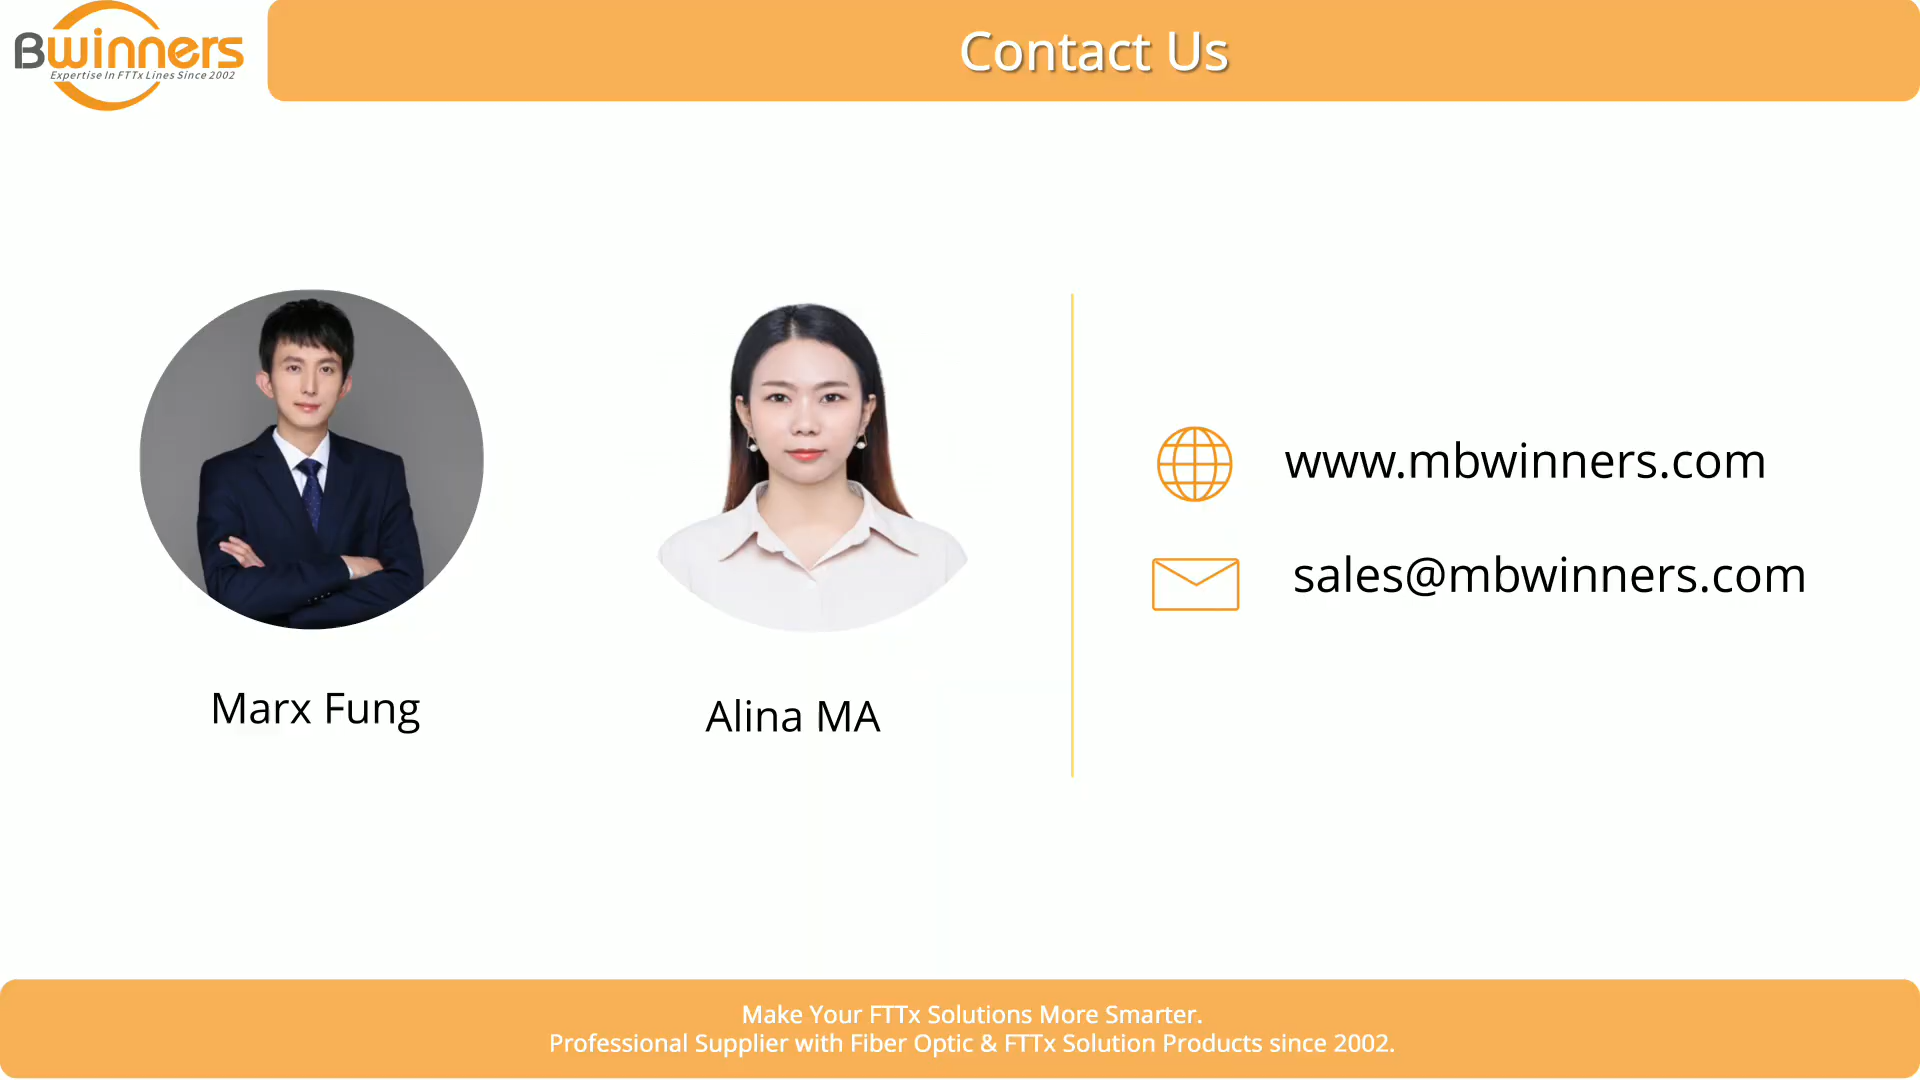 Bwinners
Expertise In FTTx Lines Since 2002
Contact Us
Marx Fung
Alina MA
www.mbwinners.com
sales@mbwinners.com
Make Your FTTx Solutions More Smarter.
Professional Supplier with Fiber Optic & FTTx Solution Products since 2002.